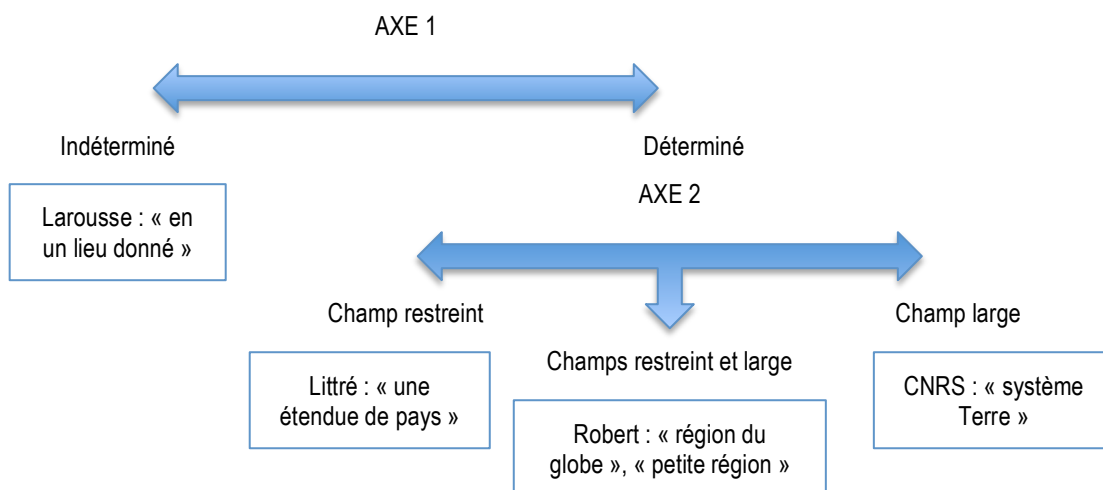 AXE 1
Indéterminé
Déterminé
Larousse : « en
un lieu donné »
AXE 2
Champ restreint
Champ large
Champs restreint et large
Littré : « une
étendue de pays »
CNRS : « système
Terre »
Robert : « région du
globe », « petite région »